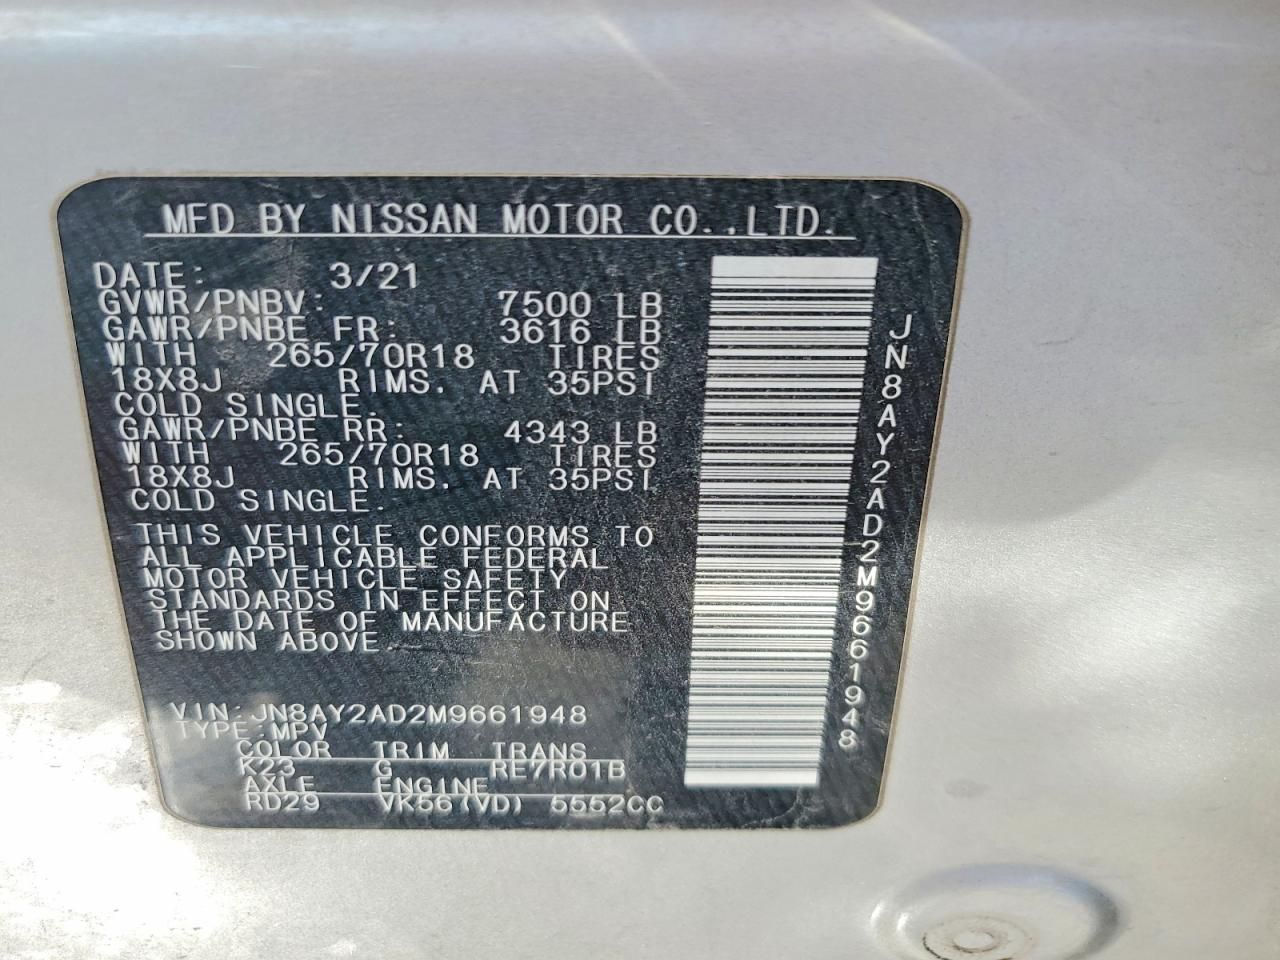 MFD BY NISSAN MOTOR CO.,LTD.
DATE: 3/21
GVWR/PNBV: 7500 LB
GAWR/PNBE FR: 3616 LB
WITH 265/70R18 TIRES
18X8J RIMS. AT 35PSI
COLD SINGLE.
GAWR/PNBE RR: 4343 LB
WITH 265/70R18 TIRES
18X8J RIMS. AT 35PSI
COLD SINGLE.
THIS VEHICLE CONFORMS TO
ALL APPLICABLE FEDERAL
MOTOR VEHICLE SAFETY
STANDARDS IN EFFECT ON
THE DATE OF MANUFACTURE
SHOWN ABOVE.
VIN:JN8AY2AD2M9661948
TYPE:MPV
COLOR TRIM TRANS
K23 G RE7R01B
AXLE ENGINE
RD29 VK56(VD) 5552CC
JN8AY2AD2M9661948